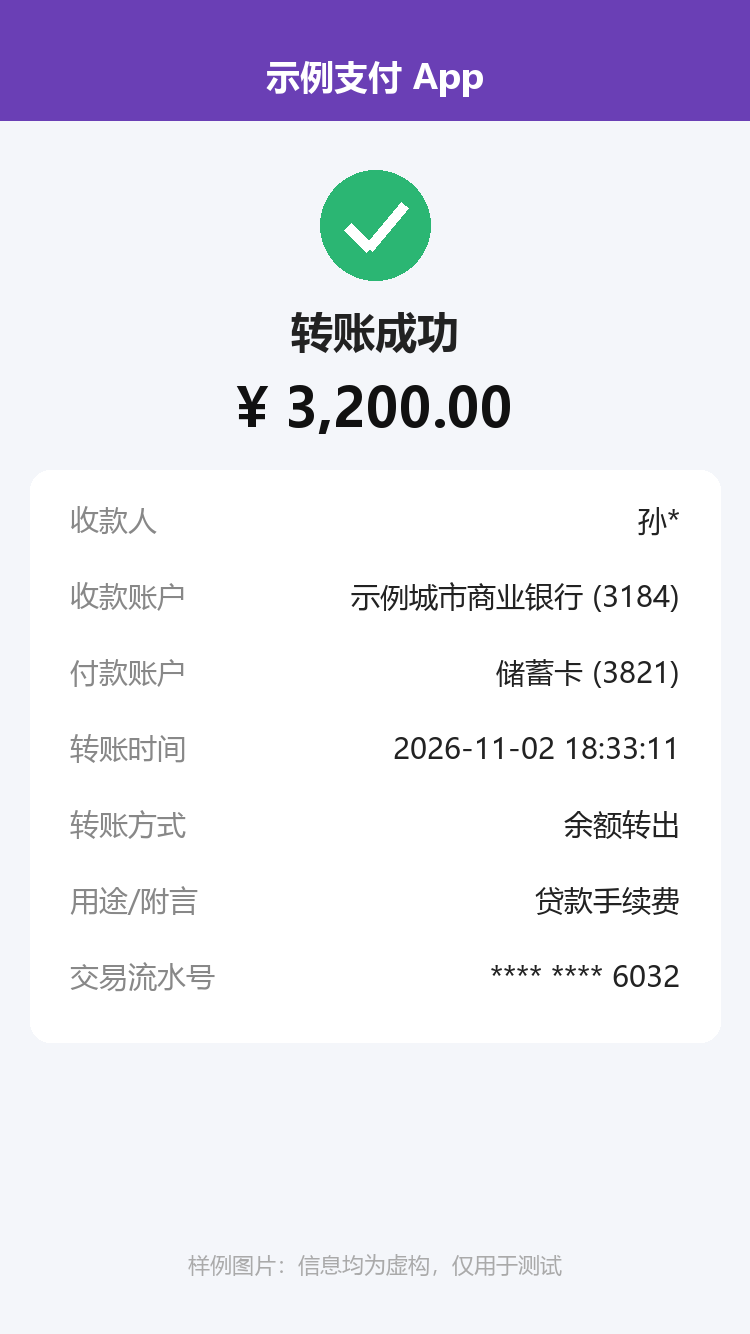 示例支付 App
转账成功
¥ 3,200.00
收款人 孙*
收款账户 示例城市商业银行 (3184)
付款账户 储蓄卡 (3821)
转账时间 2026-11-02 18:33:11
转账方式 余额转出
用途/附言 贷款手续费
交易流水号 **** **** 6032
样例图片：信息均为虚构，仅用于测试